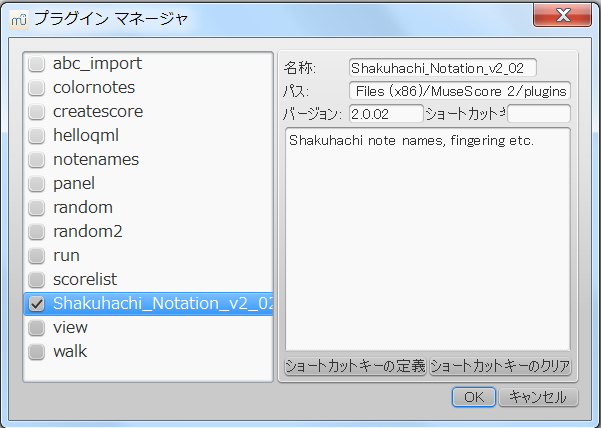 プラグイン マネージャ
abc_import
colornotes
createscore
helloqml
notenames
panel
random
random2
run
scorelist
Shakuhachi_Notation_v2_02
view
walk
名称: Shakuhachi_Notation_v2_02
パス: Files (x86)/MuseScore 2/plugins
バージョン: 2.0.02 ショートカット
Shakuhachi note names, fingering etc.
ショートカットキーの定義 ショートカットキーのクリア
OK キャンセル